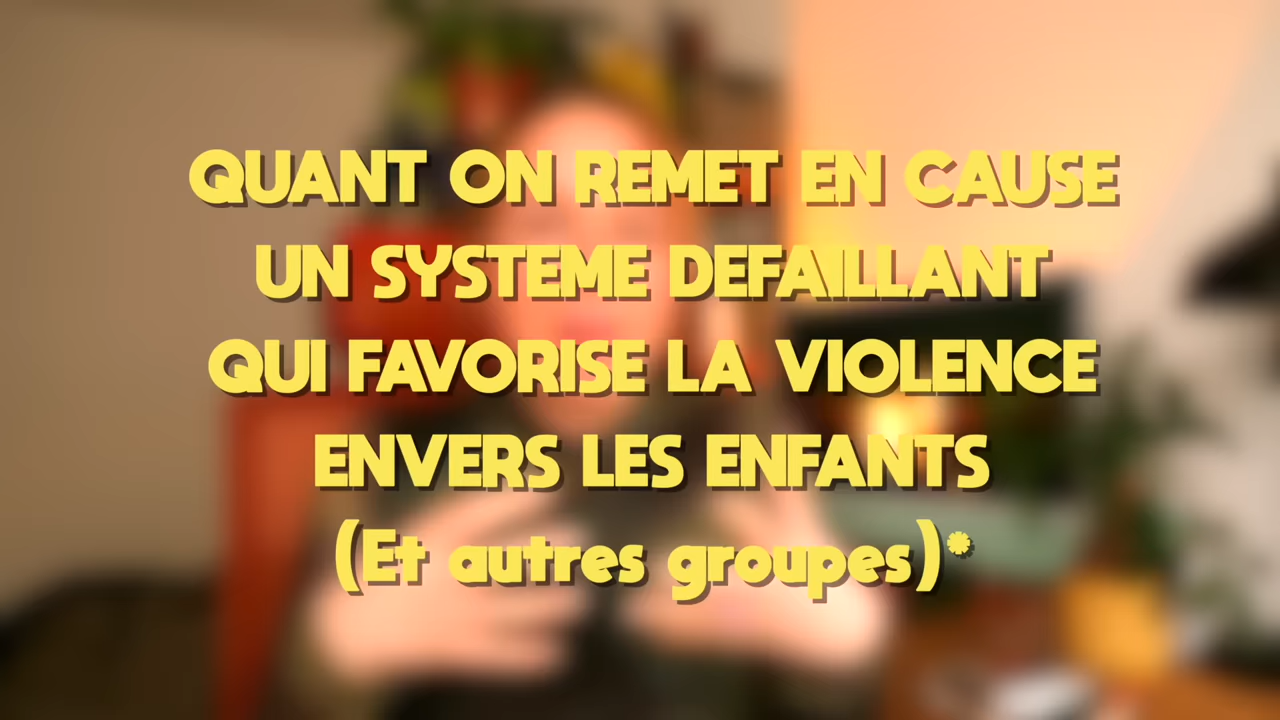 QUANT ON REMET EN CAUSE
UN SYSTEME DEFAILLANT
QUI FAVORISE LA VIOLENCE
ENVERS LES ENFANTS
(Et autres groupes)*